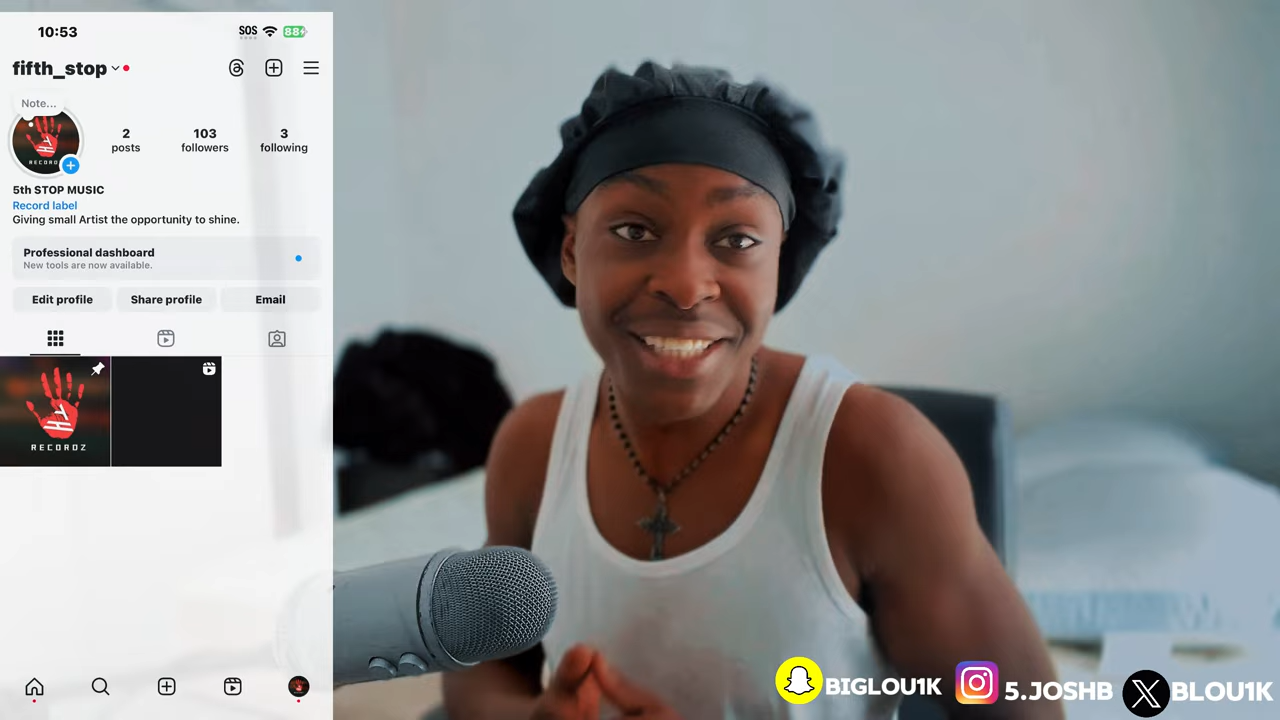 10:53
SOS
88
fifth_stop
Note...
RECORD
2
posts
103
followers
3
following
5th STOP MUSIC
Record label
Giving small Artist the opportunity to shine.
Professional dashboard
New tools are now available.
Edit profile
Share profile
Email
RECORDZ
BIGLOU1K
5.JOSHB
BLOU1K